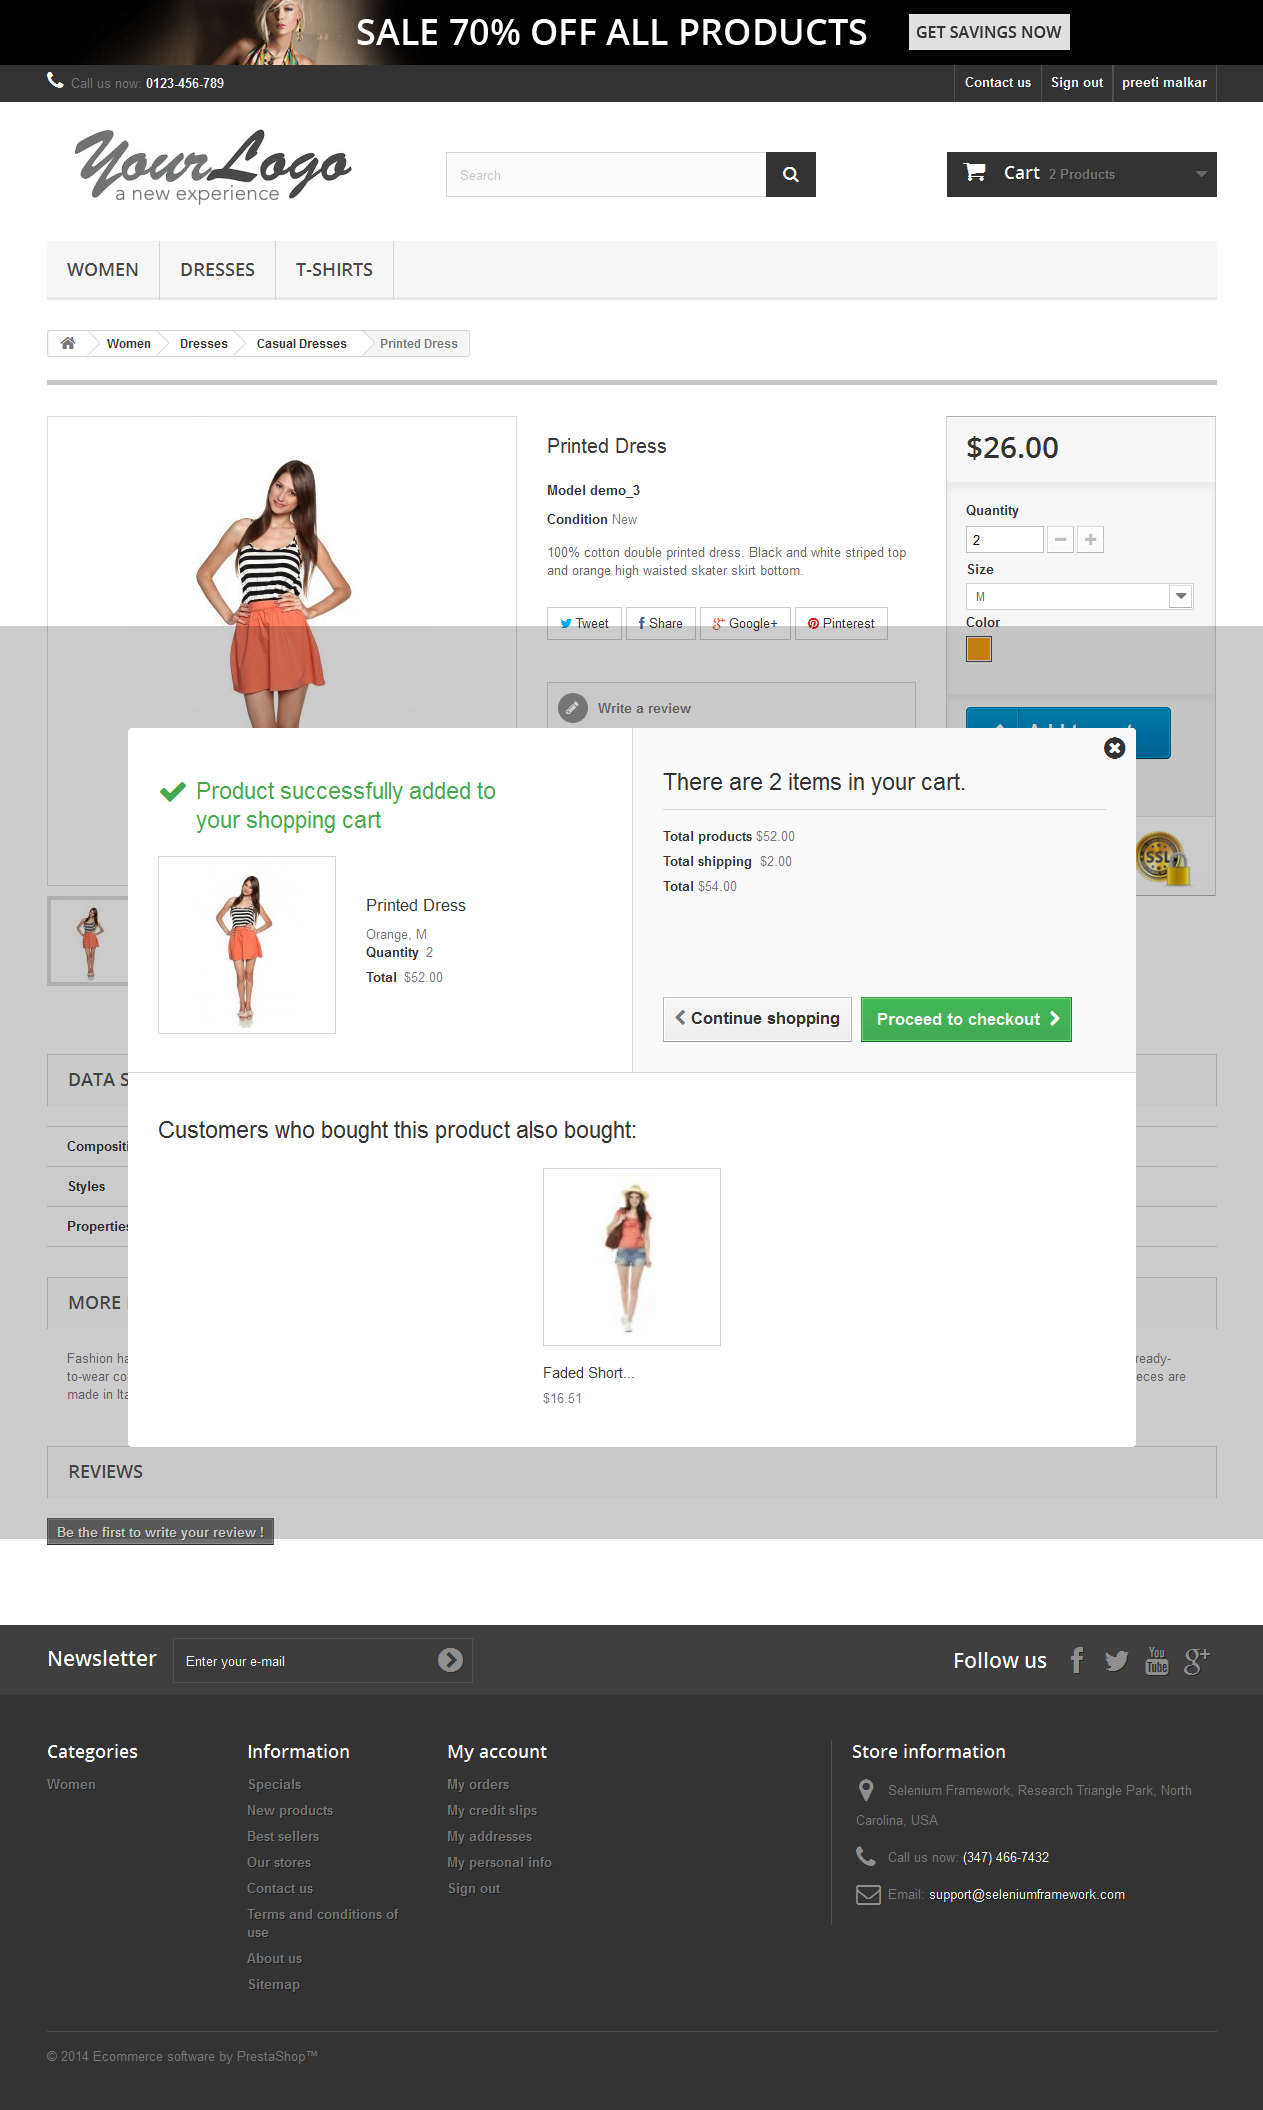 SALE 70% OFF ALL PRODUCTS GET SAVINGS NOW
Call us now: 0123-456-789
Contact us Sign out preeti malkar
YourLogo
a new experience
Search
Cart 2 Products
WOMEN DRESSES T-SHIRTS
Women Dresses Casual Dresses Printed Dress
Printed Dress
Model demo_3
Condition New
100% cotton double printed dress. Black and white striped top
and orange high waisted skater skirt bottom.
Tweet Share Google+ Pinterest
Write a review
$26.00
Quantity
2
Size
M
Color
SSL
Product successfully added to
your shopping cart
Printed Dress
Orange, M
Quantity 2
Total $52.00
There are 2 items in your cart.
Total products $52.00
Total shipping $2.00
Total $54.00
Continue shopping Proceed to checkout
Customers who bought this product also bought:
Faded Short...
$16.51
DATA S
Compositi
Styles
Properties
MORE
Fashion ha
to-wear co
made in Ita
ready-
eces are
REVIEWS
Be the first to write your review !
Newsletter Enter your e-mail
Follow us You Tube
Categories
Women
Information
Specials
New products
Best sellers
Our stores
Contact us
Terms and conditions of
use
About us
Sitemap
My account
My orders
My credit slips
My addresses
My personal info
Sign out
Store information
Selenium Framework, Research Triangle Park, North
Carolina, USA
Call us now: (347) 466-7432
Email: support@seleniumframework.com
© 2014 Ecommerce software by PrestaShop™